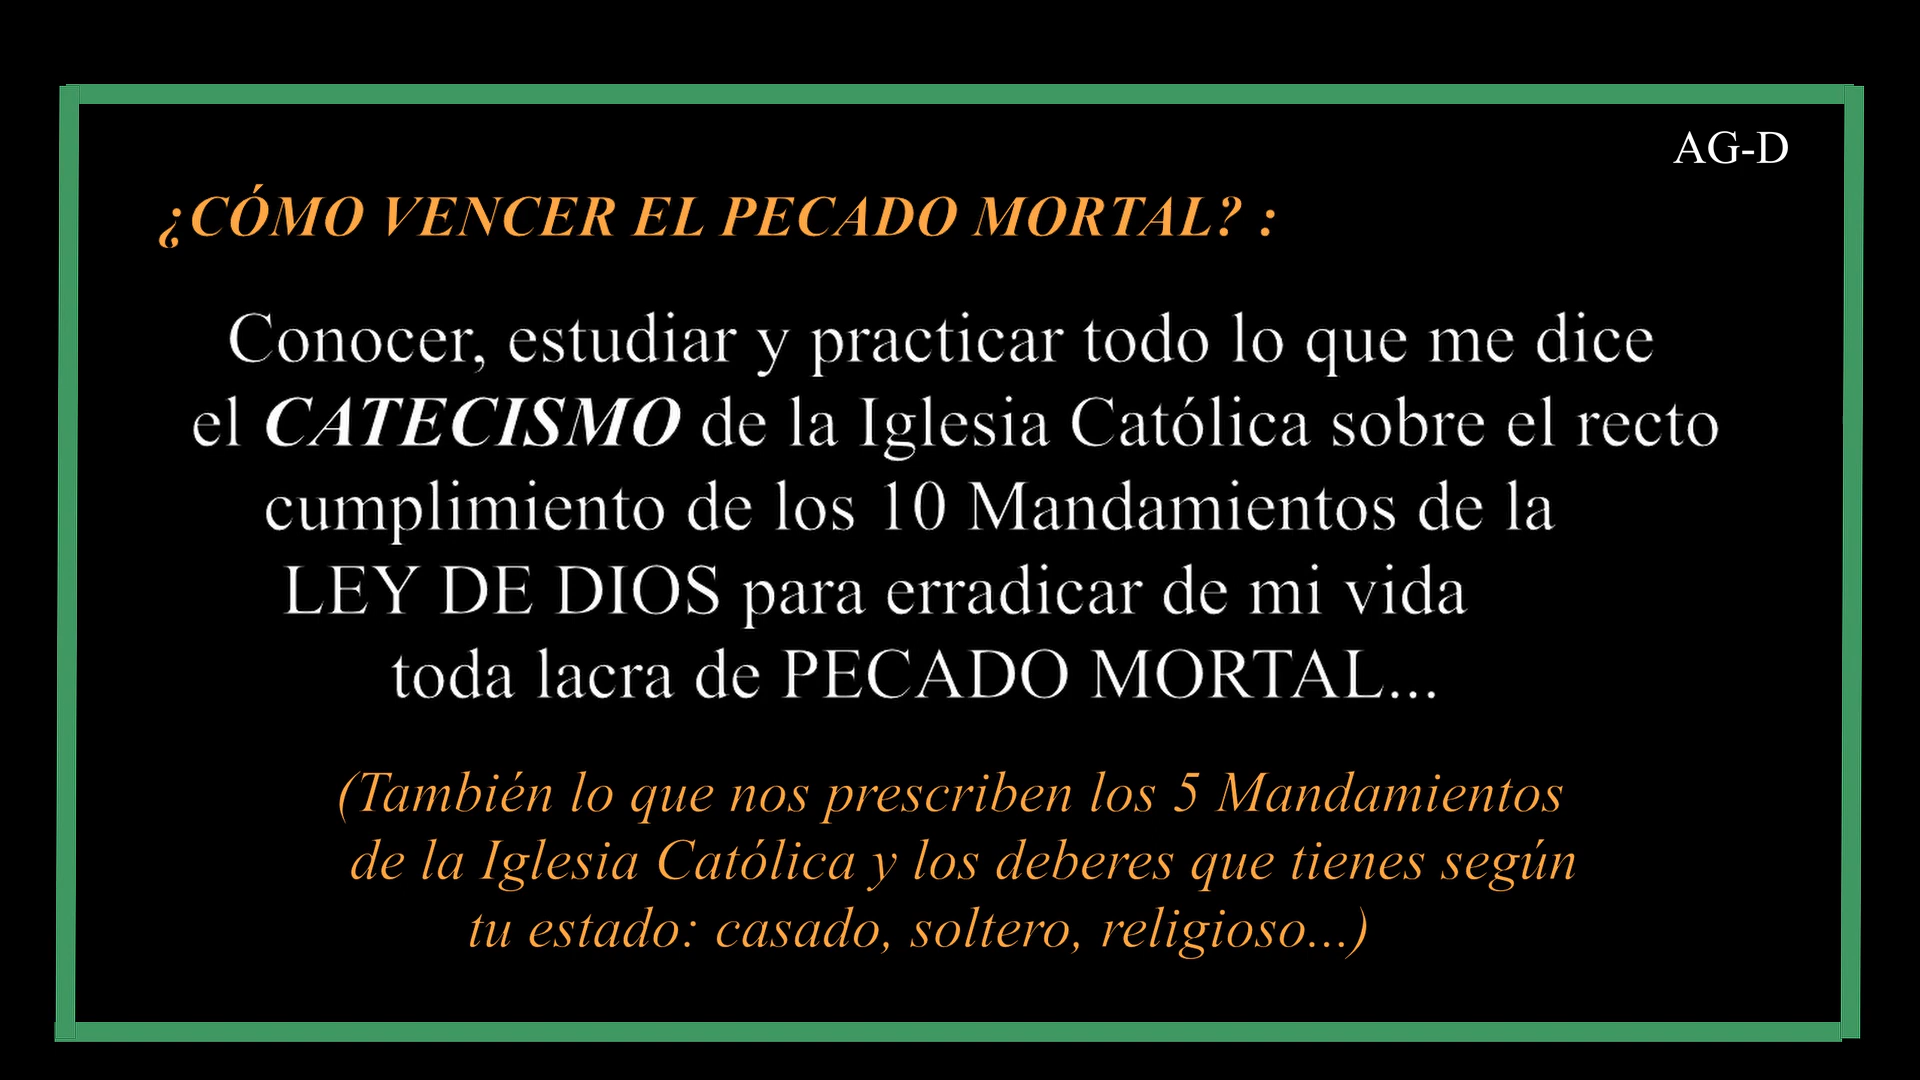 AG-D
¿CÓMO VENCER EL PECADO MORTAL? :
Conocer, estudiar y practicar todo lo que me dice
el CATECISMO de la Iglesia Católica sobre el recto
cumplimiento de los 10 Mandamientos de la
LEY DE DIOS para erradicar de mi vida
toda lacra de PECADO MORTAL...
(También lo que nos prescriben los 5 Mandamientos
de la Iglesia Católica y los deberes que tienes según
tu estado: casado, soltero, religioso...)